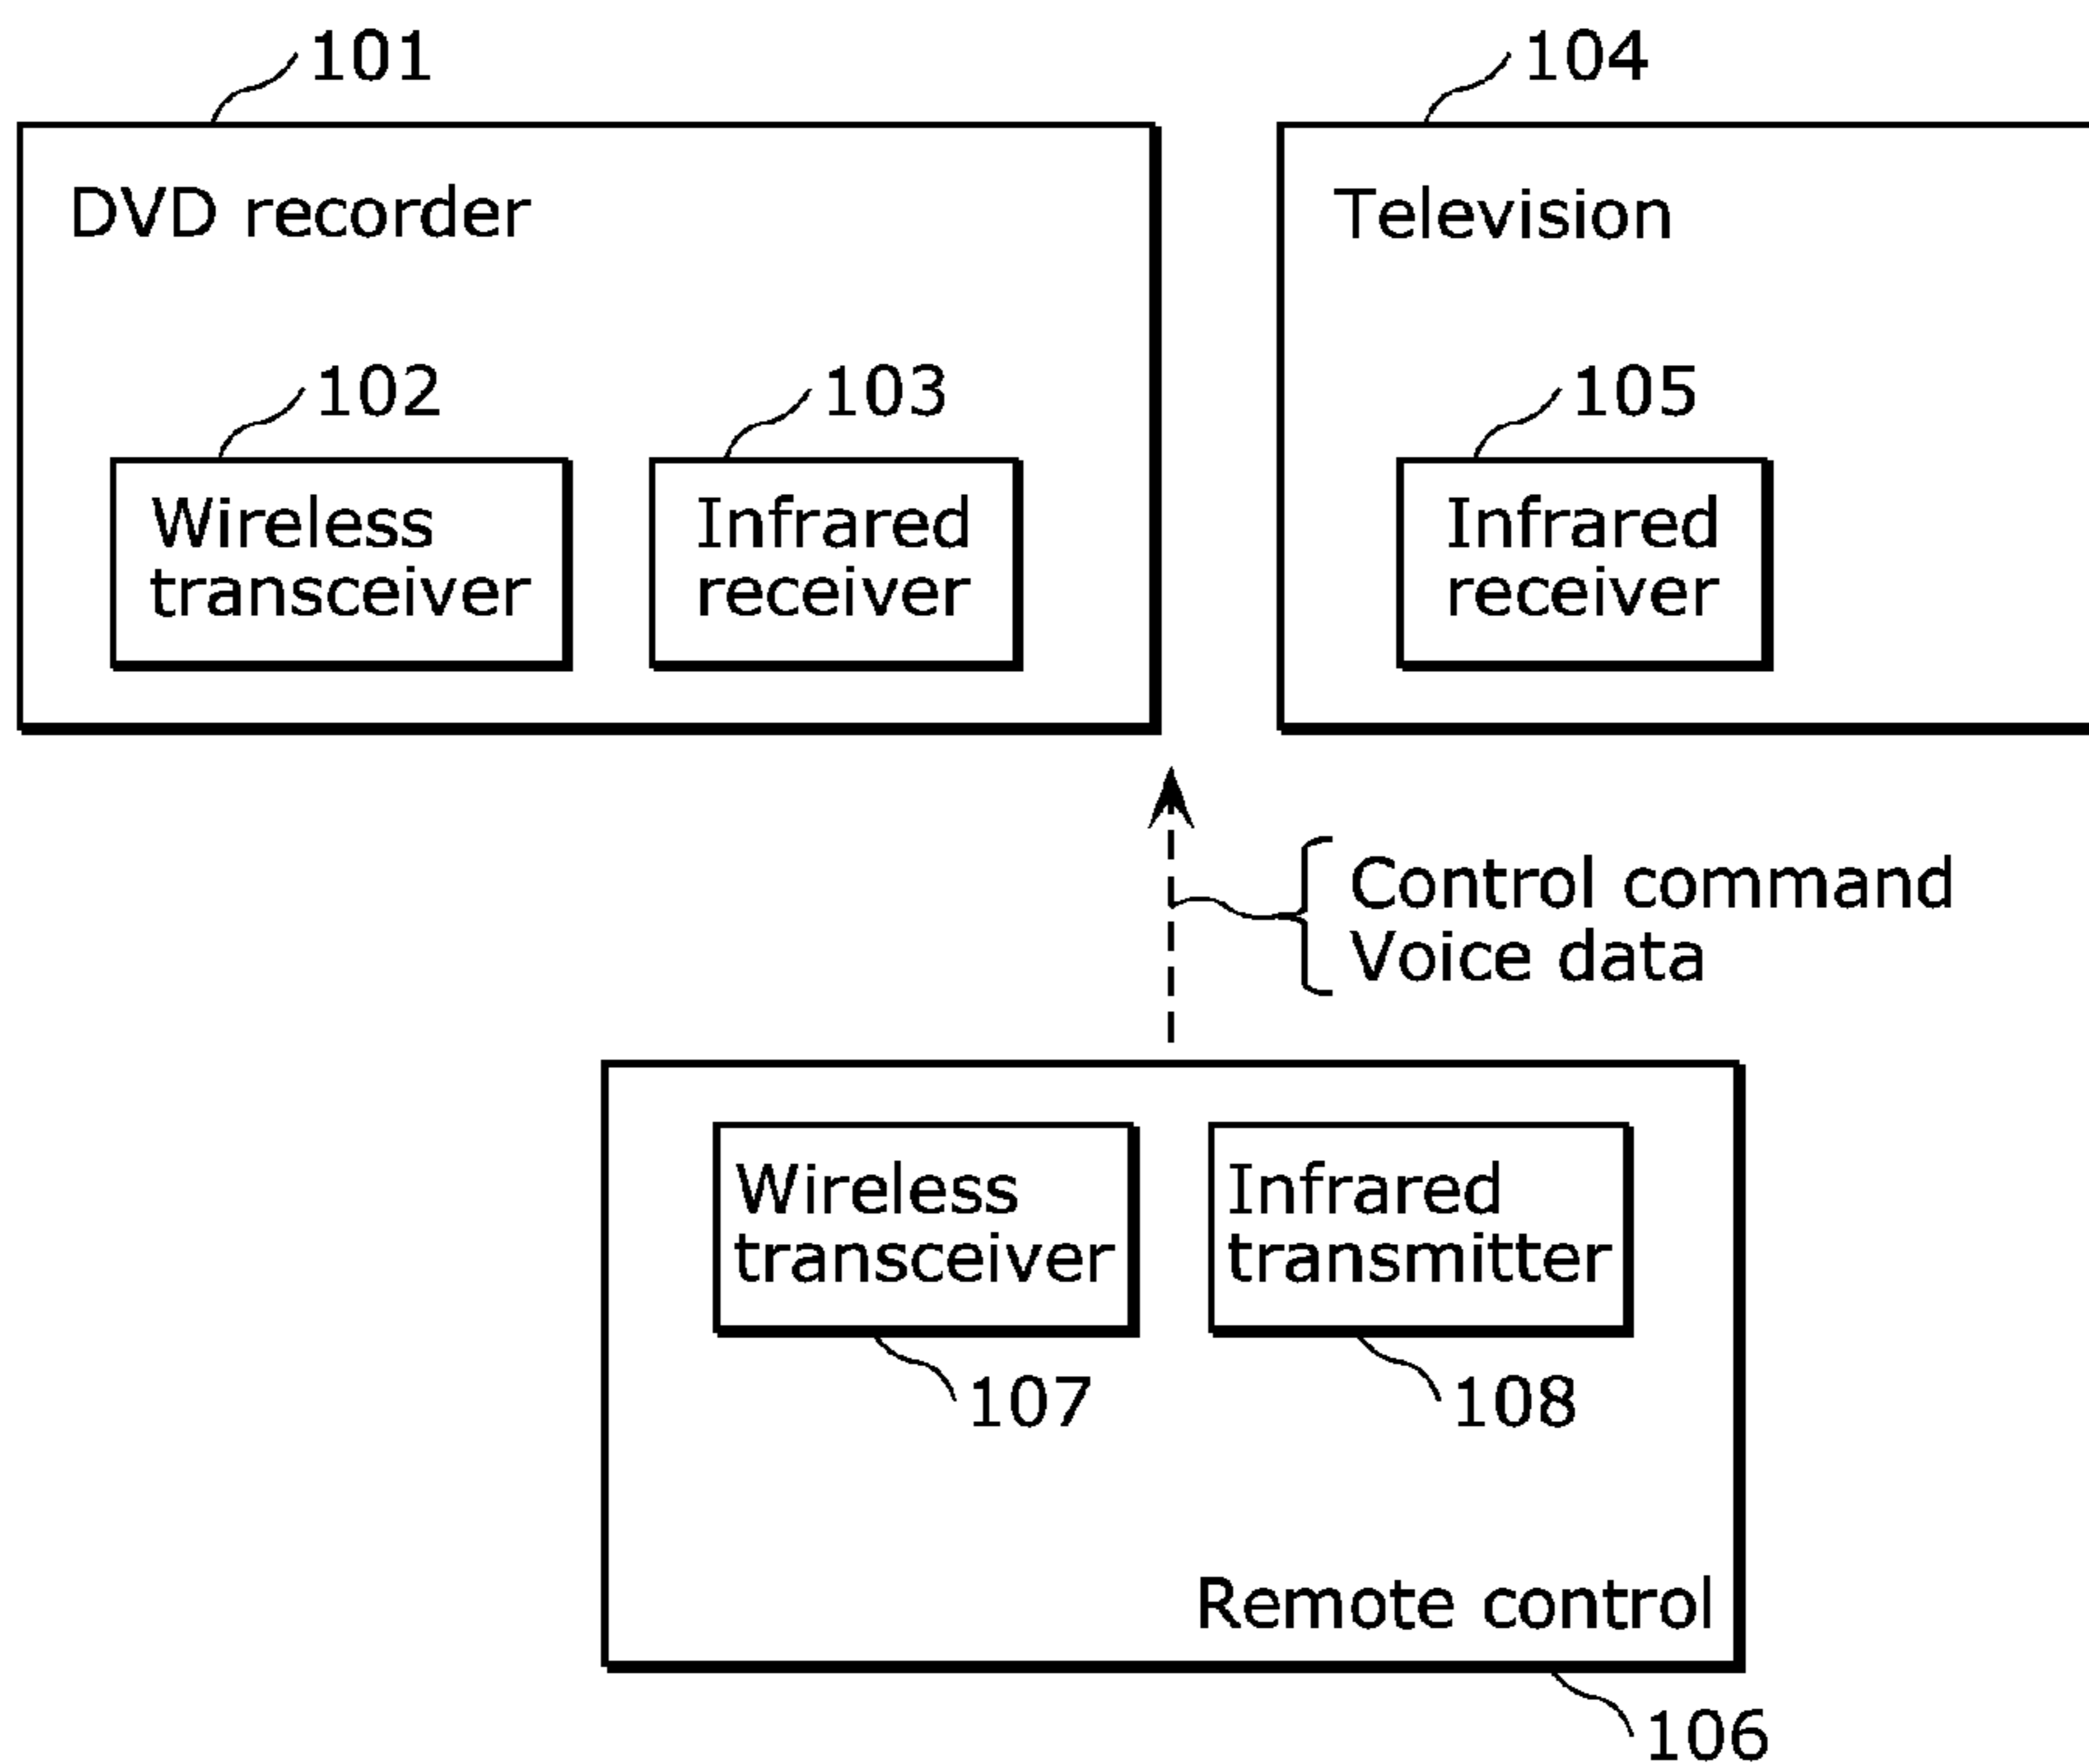 101
104
DVD recorder
Television
102
103
105
Wireless
transceiver
Infrared
receiver
Infrared
receiver
Control command
Voice data
Wireless
transceiver
Infrared
transmitter
107
108
Remote control
106